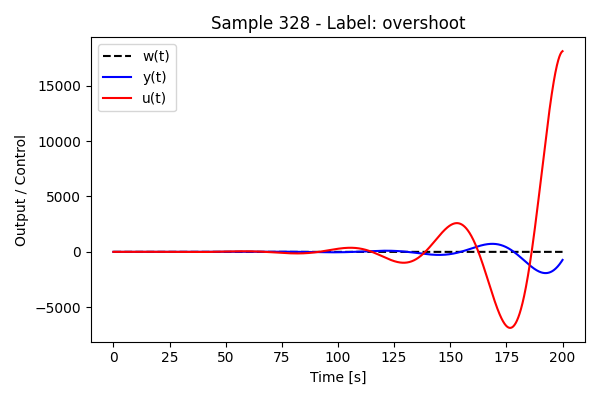 Sample 328 - Label: overshoot
w(t)
y(t)
u(t)
Output / Control
15000
10000
5000
0
−5000
0 25 50 75 100 125 150 175 200
Time [s]